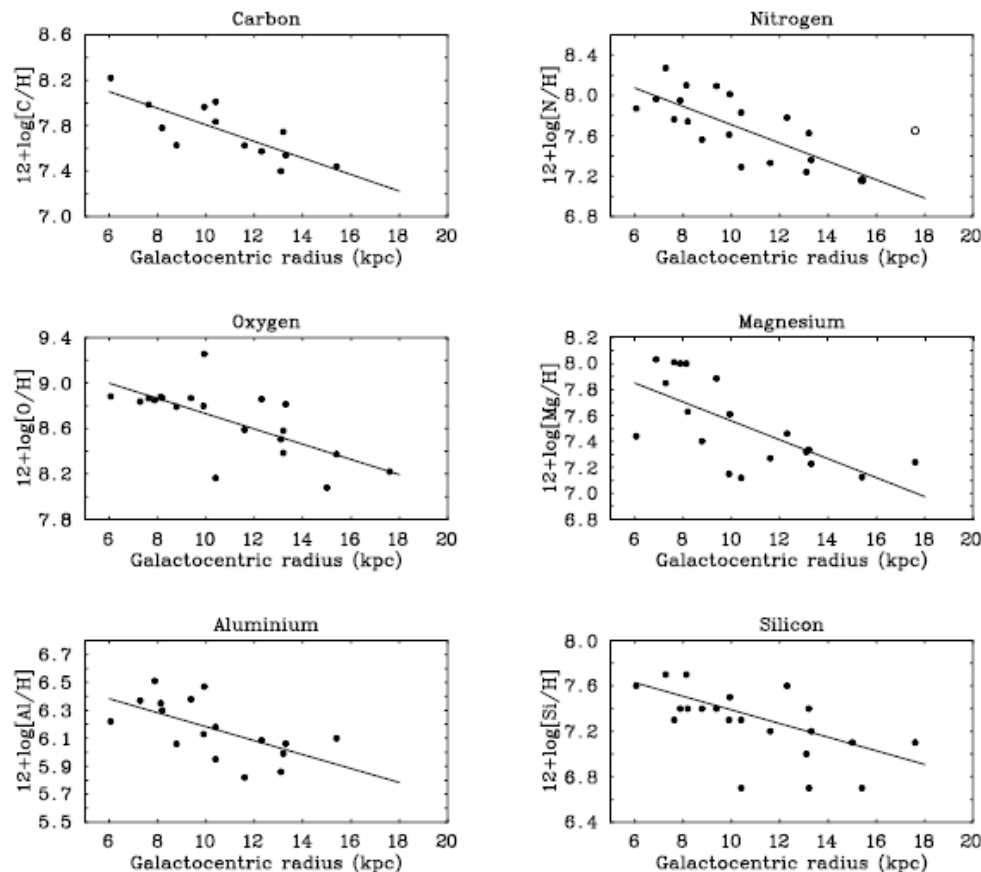 Carbon
12+log[C/H]
8.6
8.2
7.8
7.4
7.0
6 8 10 12 14 16 18 20
Galactocentric radius (kpc)
Nitrogen
12+log[N/H]
8.4
8.0
7.6
7.2
6.8
6 8 10 12 14 16 18 20
Galactocentric radius (kpc)
Oxygen
12+log[O/H]
9.4
9.0
8.6
8.2
7.8
6 8 10 12 14 16 18 20
Galactocentric radius (kpc)
Magnesium
12+log[Mg/H]
8.2
8.0
7.8
7.6
7.4
7.2
7.0
6.8
6 8 10 12 14 16 18 20
Galactocentric radius (kpc)
Aluminium
12+log[Al/H]
6.7
6.5
6.3
6.1
5.9
5.7
5.5
6 8 10 12 14 16 18 20
Galactocentric radius (kpc)
Silicon
12+log[Si/H]
8.0
7.6
7.2
6.8
6.4
6 8 10 12 14 16 18 20
Galactocentric radius (kpc)